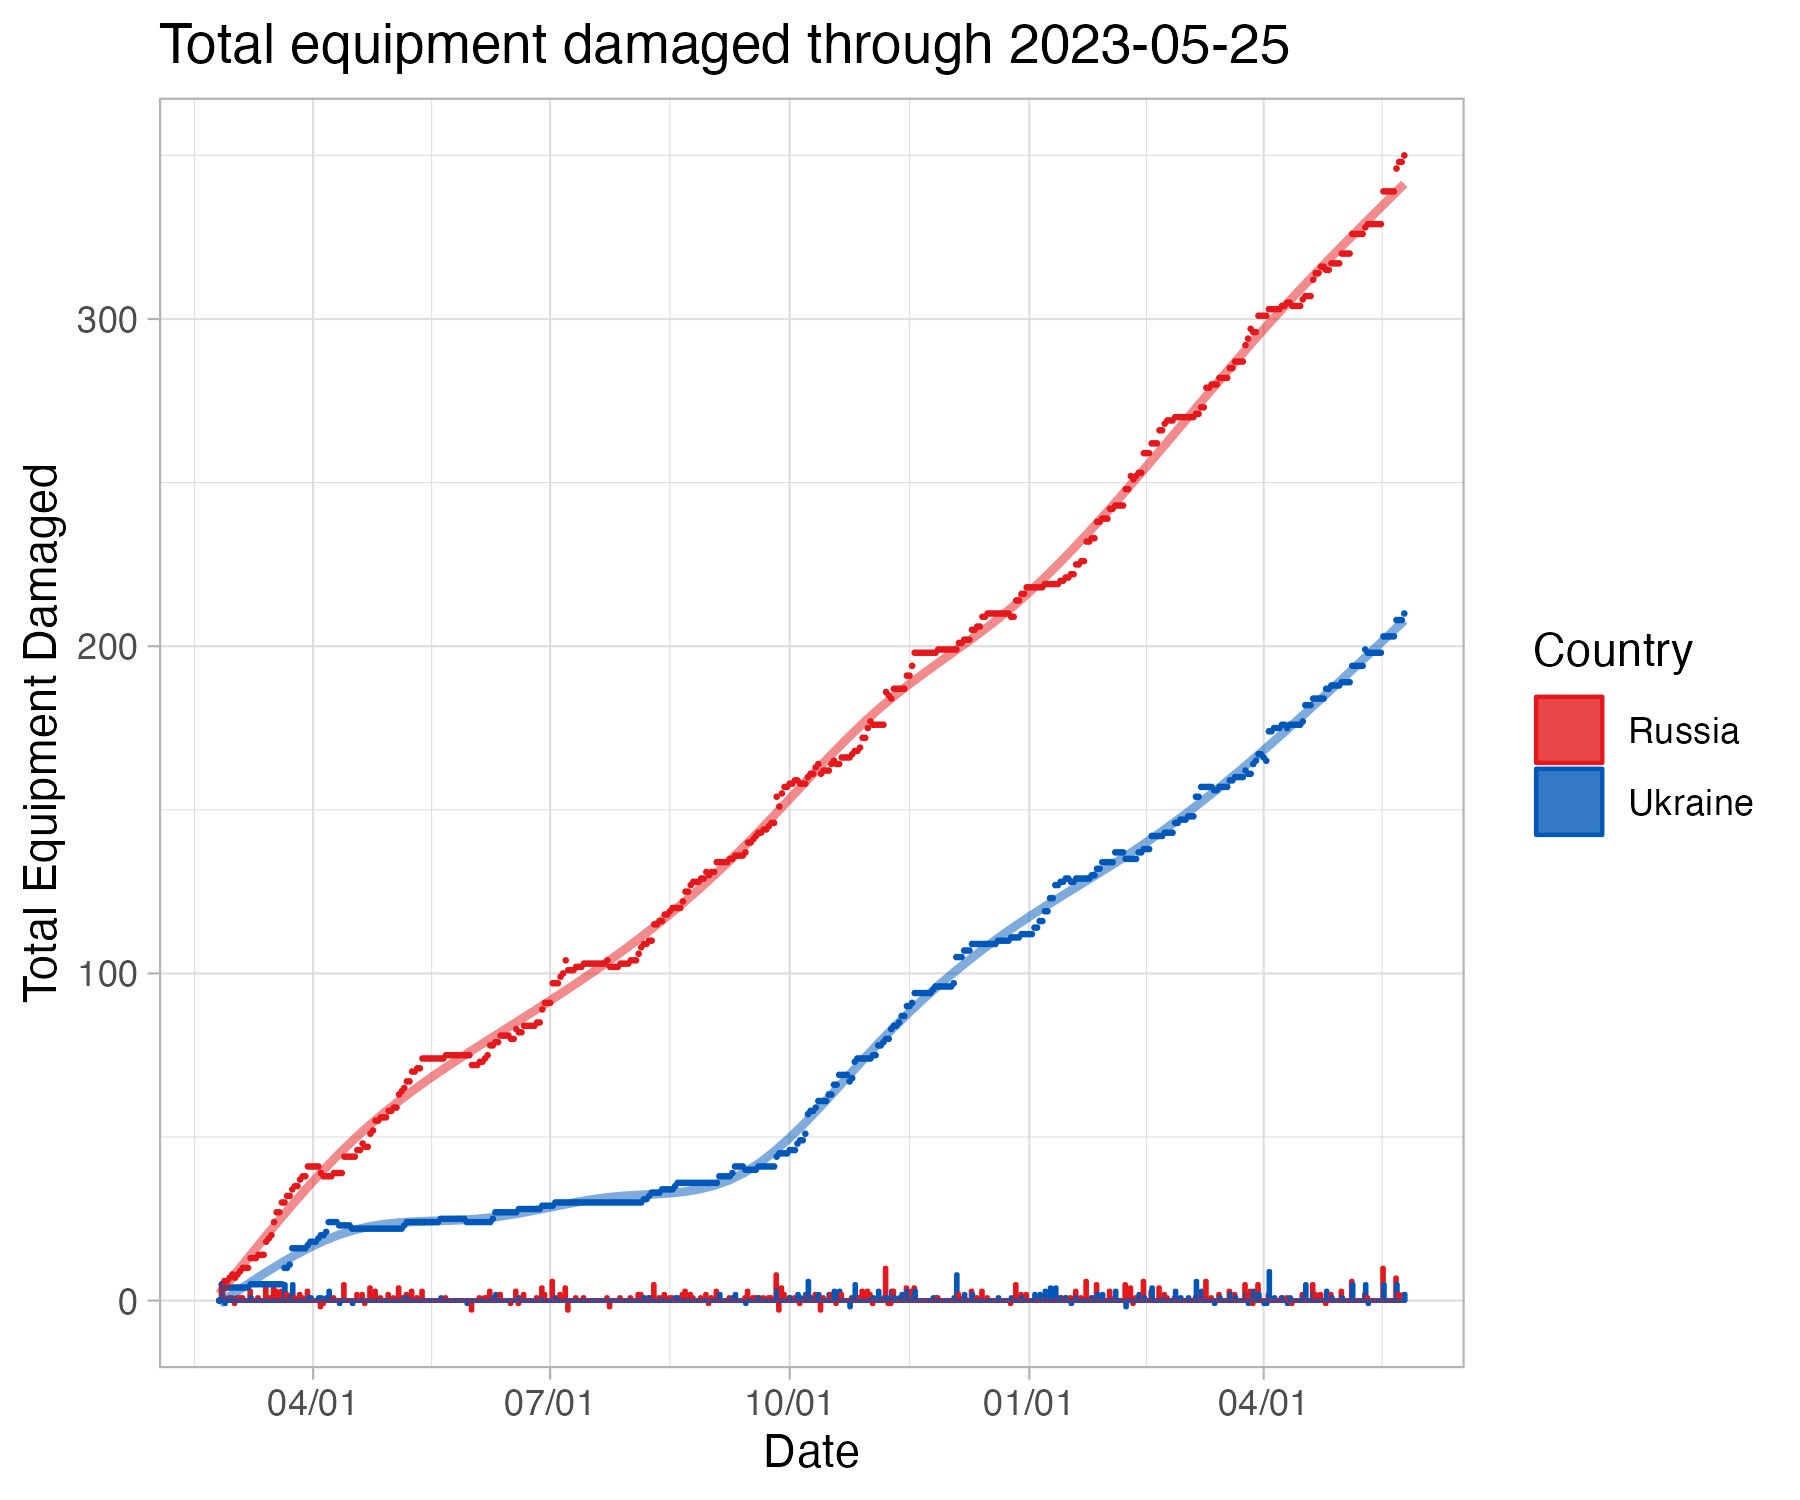 Total equipment damaged through 2023-05-25
Total Equipment Damaged
300
200
100
0
04/01
07/01
10/01
01/01
04/01
Date
Country
Russia
Ukraine